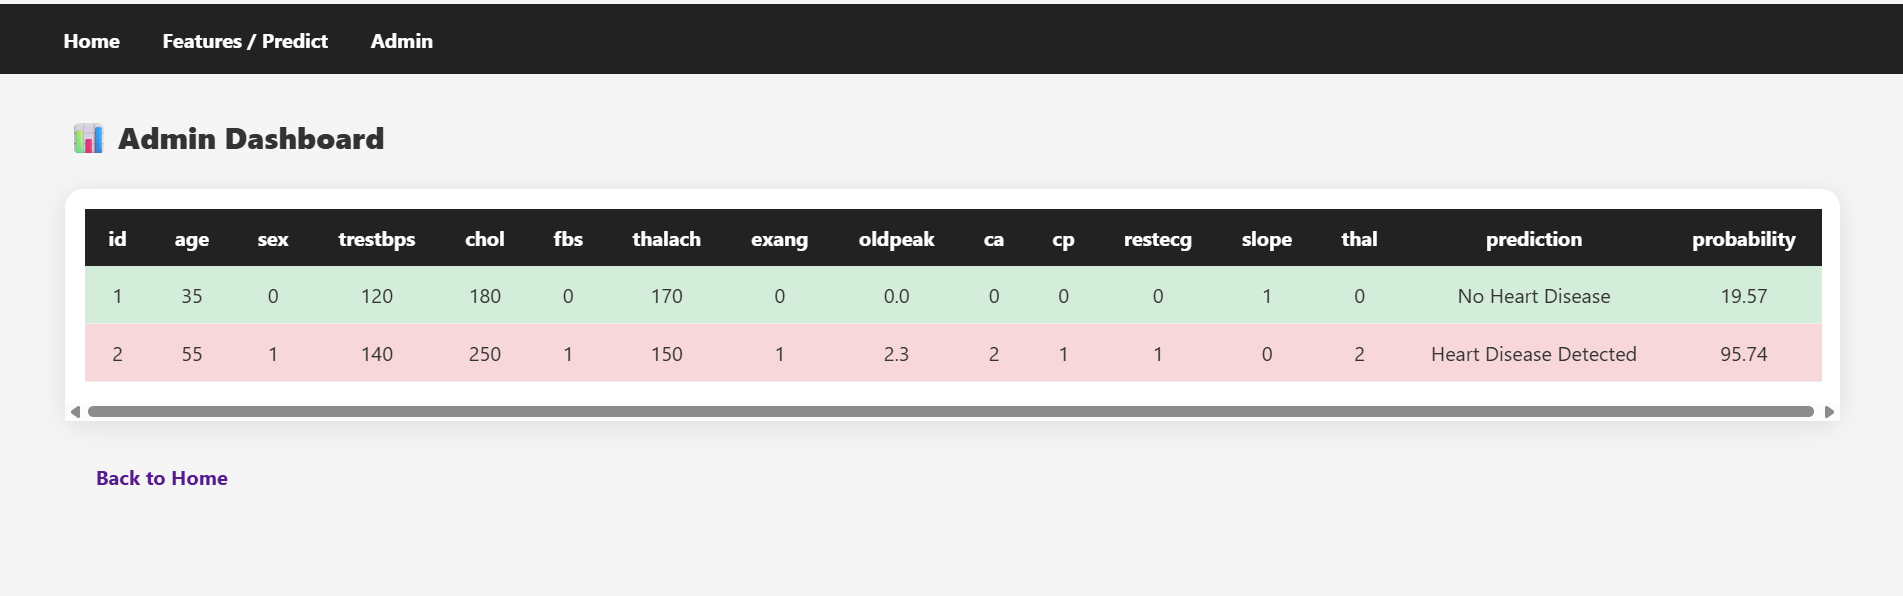 Home Features / Predict Admin
Admin Dashboard
id age sex trestbps chol fbs thalach exang oldpeak ca cp restecg slope thal prediction probability
1 35 0 120 180 0 170 0 0.0 0 0 0 1 0 No Heart Disease 19.57
2 55 1 140 250 1 150 1 2.3 2 1 1 0 2 Heart Disease Detected 95.74
Back to Home